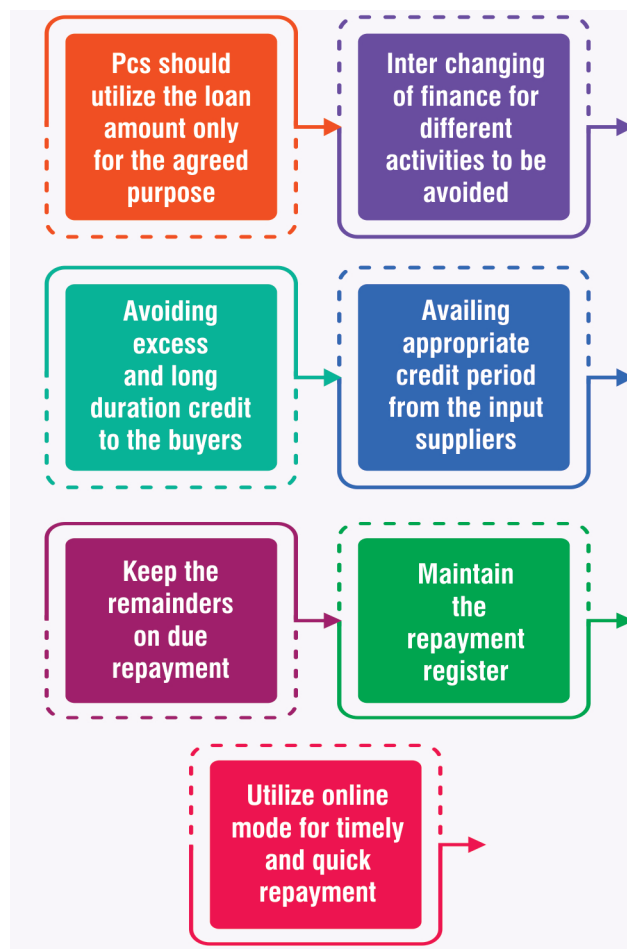 Pcs should
utilize the loan
amount only
for the agreed
purpose
Inter changing
of finance for
different
activities to be
avoided
Avoiding
excess
and long
duration credit
to the buyers
Availing
appropriate
credit period
from the input
suppliers
Keep the
remainders
on due
repayment
Maintain
the
repayment
register
Utilize online
mode for timely
and quick
repayment